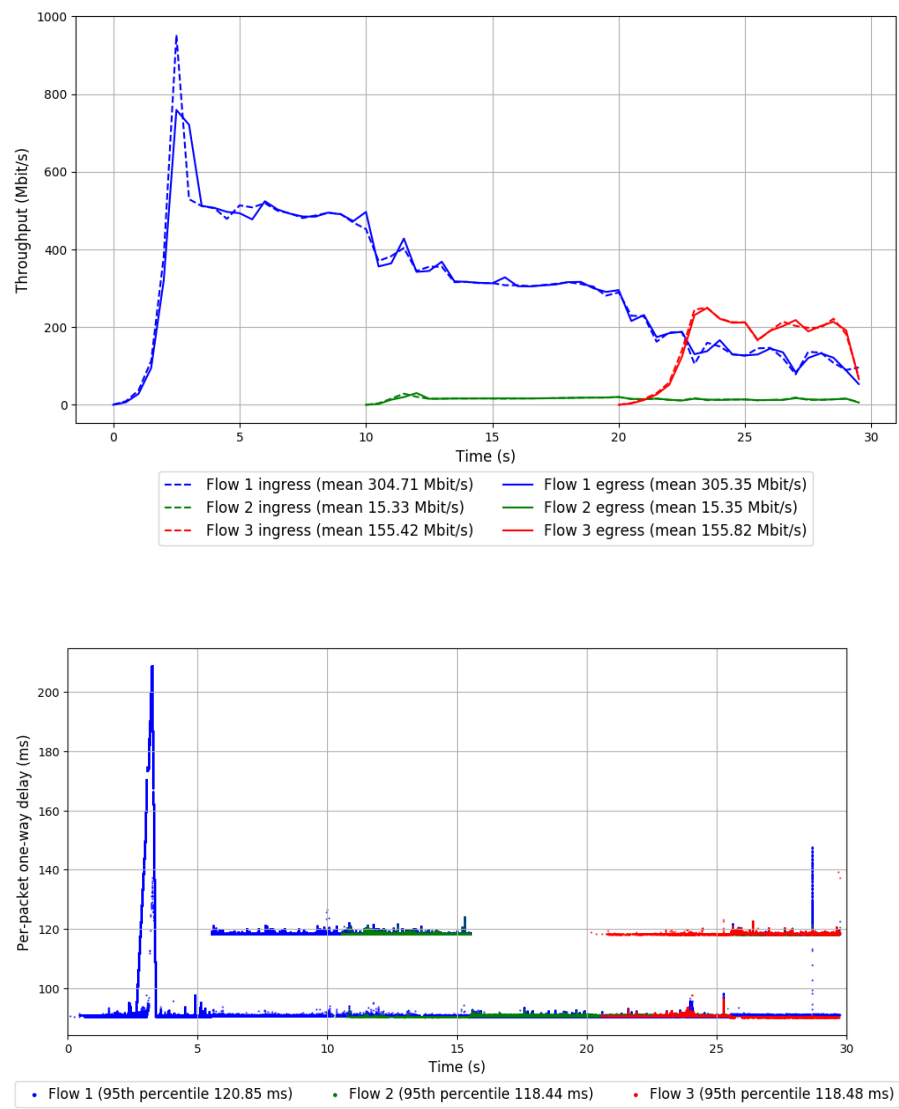 1000
800
600
400
200
0
Throughput (Mbit/s)
0 5 10 15 20 25 30
Time (s)
Flow 1 ingress (mean 304.71 Mbit/s) Flow 1 egress (mean 305.35 Mbit/s)
Flow 2 ingress (mean 15.33 Mbit/s) Flow 2 egress (mean 15.35 Mbit/s)
Flow 3 ingress (mean 155.42 Mbit/s) Flow 3 egress (mean 155.82 Mbit/s)
200
180
160
140
120
100
Per-packet one-way delay (ms)
0 5 10 15 20 25 30
Time (s)
Flow 1 (95th percentile 120.85 ms) Flow 2 (95th percentile 118.44 ms) Flow 3 (95th percentile 118.48 ms)